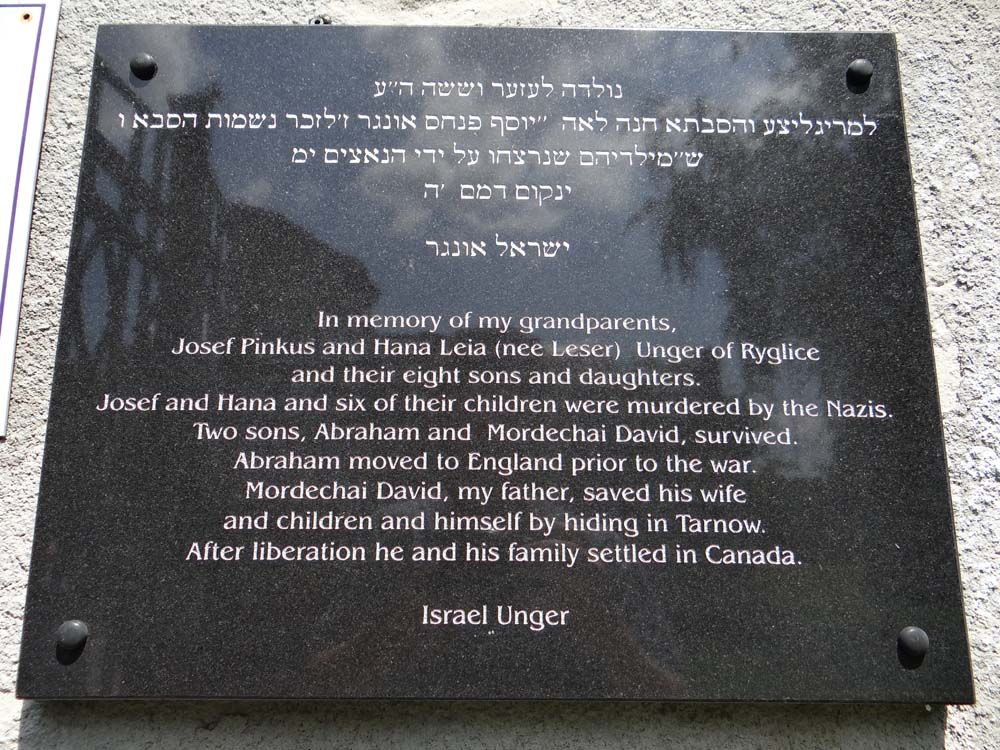 נולדה לעזער וששה ה״ע
למריגליצע והסבתא חנה לאה ״יוסף פנחס אונגר ז׳לזכר נשמות הסבא ו
ש״מילדיהם שנרצחו על ידי הנאצים ימ
ינקום דמם ׳ה
ישראל אונגר
In memory of my grandparents,
Josef Pinkus and Hana Leia (nee Leser) Unger of Ryglice
and their eight sons and daughters.
Josef and Hana and six of their children were murdered by the Nazis.
Two sons, Abraham and Mordechai David, survived.
Abraham moved to England prior to the war.
Mordechai David, my father, saved his wife
and children and himself by hiding in Tarnow.
After liberation he and his family settled in Canada.
Israel Unger